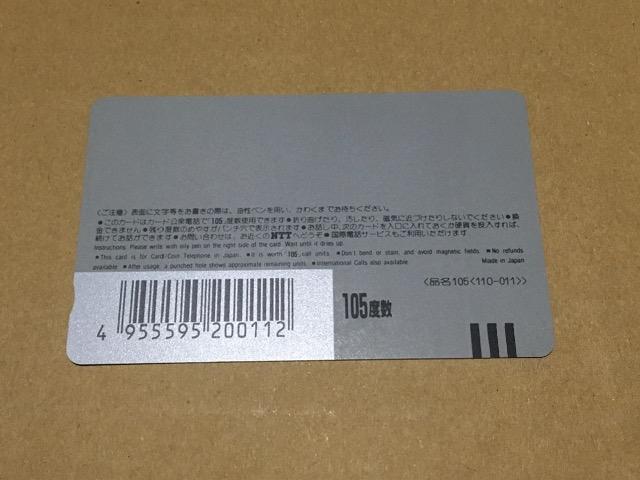 〈ご注意〉表面に文字等をお書きの際は、油性ペンを用い、かわくまでお待ちください。
●このカードはカード公衆電話で「105」度数使用できます●折り曲げたり、汚したり、磁気に近づけたりしないでください●換
金できません●残り度数のめやすがパンチ穴で表示されます●お話し中、次のカードを入口に入れておくか硬貨を投入すれば、
続けてお話ができます●お問い合わせは、お近くのNTTへどうぞ●国際電話サービスもご利用いただけます
Instructions Please write with oily pen on the right side of the card. Wait until it dries up.
●This card is for Card/Coin Telephone in Japan. ●It is worth "105" call units. ●Don't bend or stain, and avoid magnetic fields. ●No refunds
available ●After usage, a punched hole shows approximate remaining units. ●International Calls also available. Made in Japan
4 955595 200112
105度数
〈品名105〈110-011〉〉